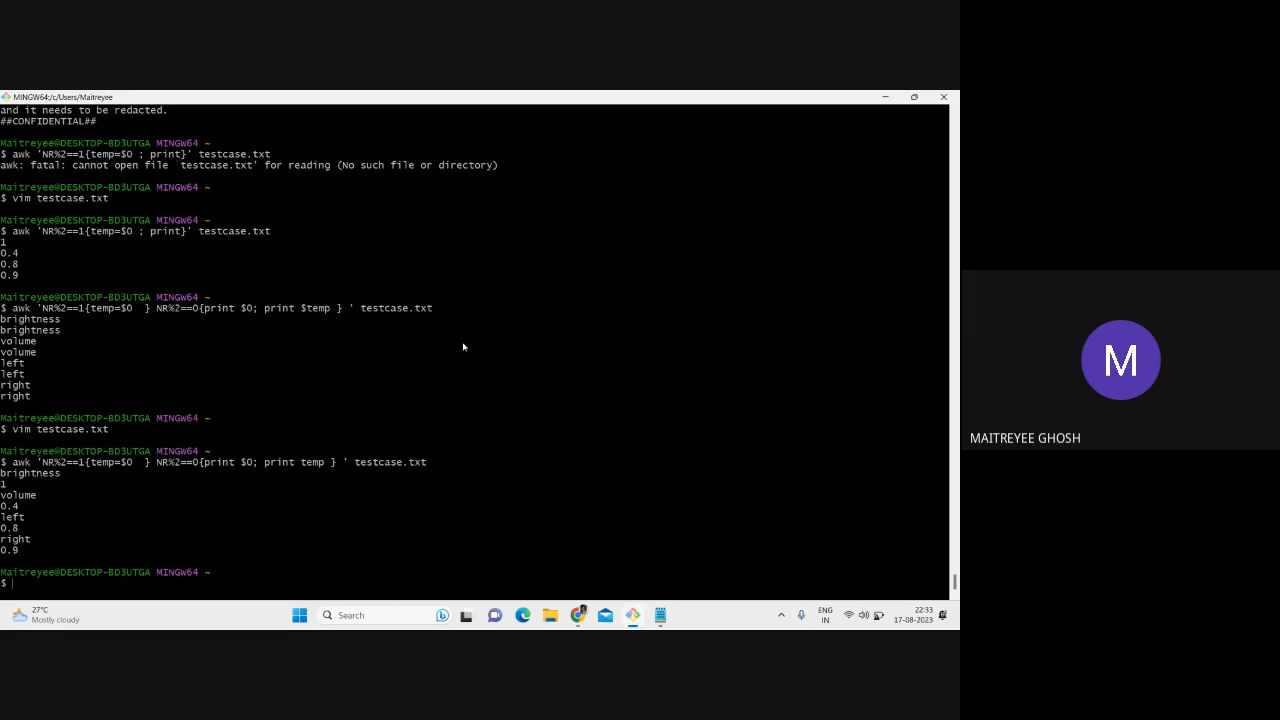 MINGW64:/c/Users/Maitreyee
and it needs to be redacted.
##CONFIDENTIAL##
Maitreyee@DESKTOP-BD3UTGA MINGW64 ~
$ awk 'NR%2==1{temp=$0 ; print}' testcase.txt
awk: fatal: cannot open file `testcase.txt' for reading (No such file or directory)
Maitreyee@DESKTOP-BD3UTGA MINGW64 ~
$ vim testcase.txt
Maitreyee@DESKTOP-BD3UTGA MINGW64 ~
$ awk 'NR%2==1{temp=$0 ; print}' testcase.txt
1
0.4
0.8
0.9
Maitreyee@DESKTOP-BD3UTGA MINGW64 ~
$ awk 'NR%2==1{temp=$0  } NR%2==0{print $0; print $temp } ' testcase.txt
brightness
brightness
volume
volume
left
left
right
right
Maitreyee@DESKTOP-BD3UTGA MINGW64 ~
$ vim testcase.txt
Maitreyee@DESKTOP-BD3UTGA MINGW64 ~
$ awk 'NR%2==1{temp=$0  } NR%2==0{print $0; print temp } ' testcase.txt
brightness
1
volume
0.4
left
0.8
right
0.9
Maitreyee@DESKTOP-BD3UTGA MINGW64 ~
$
M
MAITREYEE GHOSH
27°C
Mostly cloudy
Search
ENG
IN
22:33
17-08-2023